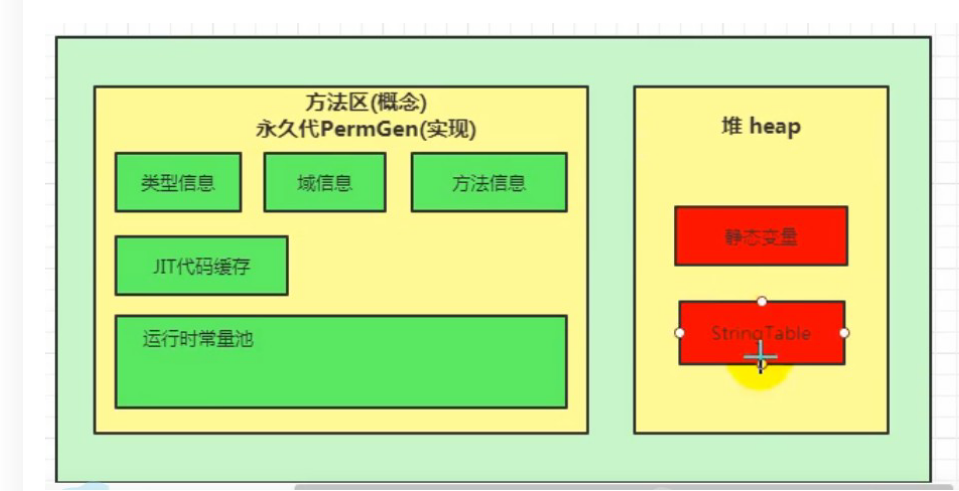 方法区(概念)
永久代PermGen(实现)
堆 heap
类型信息
域信息
方法信息
静态变量
JIT代码缓存
StringTable
运行时常量池